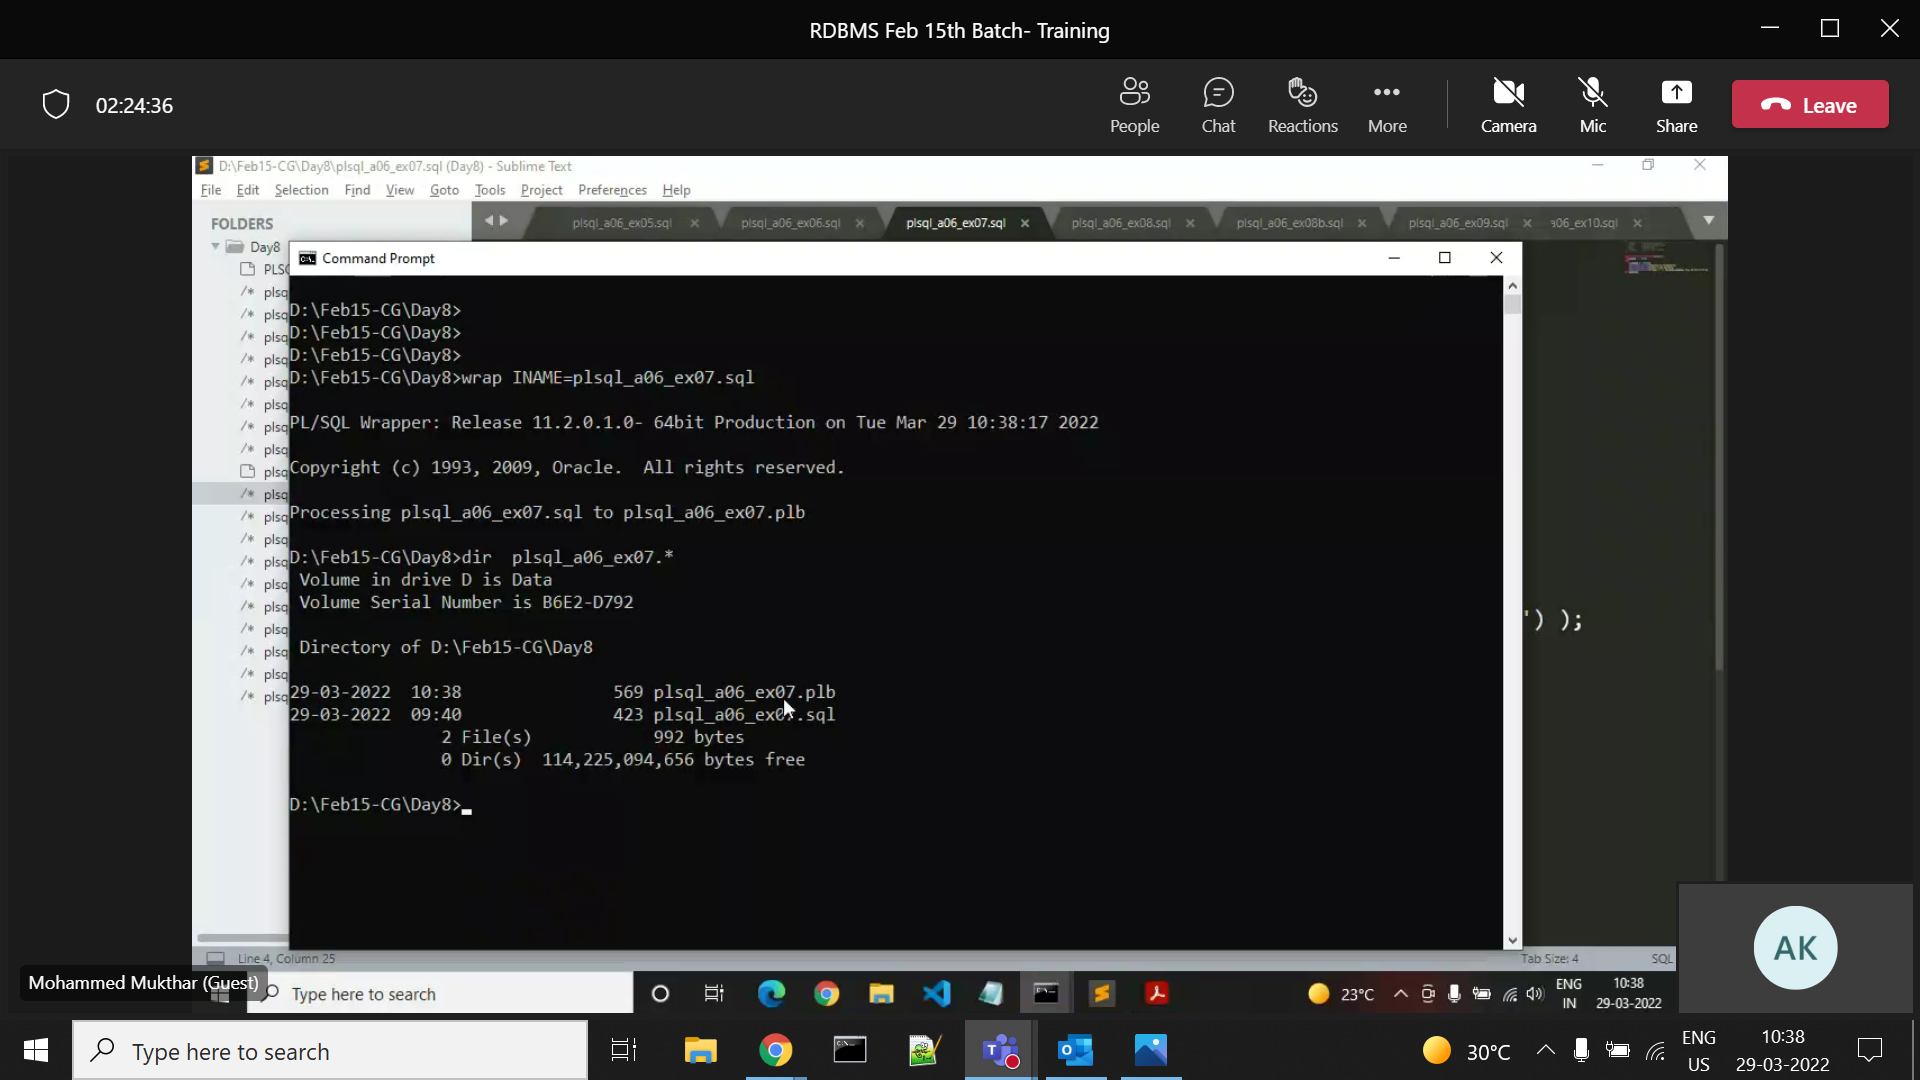 RDBMS Feb 15th Batch- Training
02:24:36
People
Chat
Reactions
More
Camera
Mic
Share
Leave
D:\Feb15-CG\Day8\plsql_a06_ex07.sql (Day8) - Sublime Text
File Edit Selection Find View Goto Tools Project Preferences Help
FOLDERS
plsql_a06_ex05.sql
plsql_a06_ex06.sql
plsql_a06_ex07.sql
plsql_a06_ex08.sql
plsql_a06_ex08b.sql
plsql_a06_ex09.sql
a06_ex10.sql
Day8
Command Prompt
D:\Feb15-CG\Day8>
D:\Feb15-CG\Day8>
D:\Feb15-CG\Day8>
D:\Feb15-CG\Day8>wrap INAME=plsql_a06_ex07.sql
PL/SQL Wrapper: Release 11.2.0.1.0- 64bit Production on Tue Mar 29 10:38:17 2022
Copyright (c) 1993, 2009, Oracle.  All rights reserved.
Processing plsql_a06_ex07.sql to plsql_a06_ex07.plb
D:\Feb15-CG\Day8>dir  plsql_a06_ex07.*
Volume in drive D is Data
Volume Serial Number is B6E2-D792
Directory of D:\Feb15-CG\Day8
29-03-2022  10:38               569 plsql_a06_ex07.plb
29-03-2022  09:40               423 plsql_a06_ex07.sql
2 File(s)            992 bytes
0 Dir(s)  114,225,094,656 bytes free
D:\Feb15-CG\Day8>
') );
Line 4, Column 25
Tab Size: 4
SQL
Mohammed Mukthar (Guest)
AK
Type here to search
23°C
ENG
IN
10:38
29-03-2022
Type here to search
30°C
ENG
US
10:38
29-03-2022